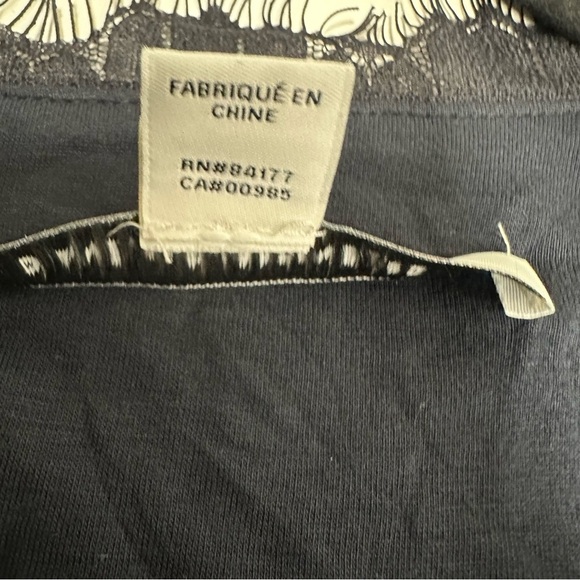 FABRIQUÉ EN
CHINE
RN#84177
CA#00985